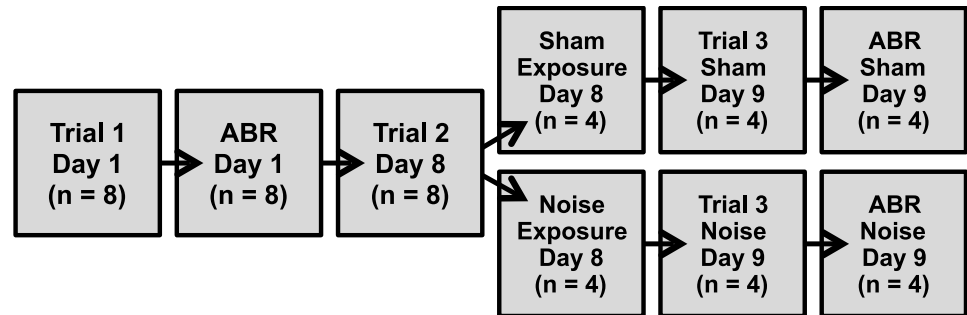 Trial 1
Day 1
(n = 8)
ABR
Day 1
(n = 8)
Trial 2
Day 8
(n = 8)
Sham
Exposure
Day 8
(n = 4)
Trial 3
Sham
Day 9
(n = 4)
ABR
Sham
Day 9
(n = 4)
Noise
Exposure
Day 8
(n = 4)
Trial 3
Noise
Day 9
(n = 4)
ABR
Noise
Day 9
(n = 4)